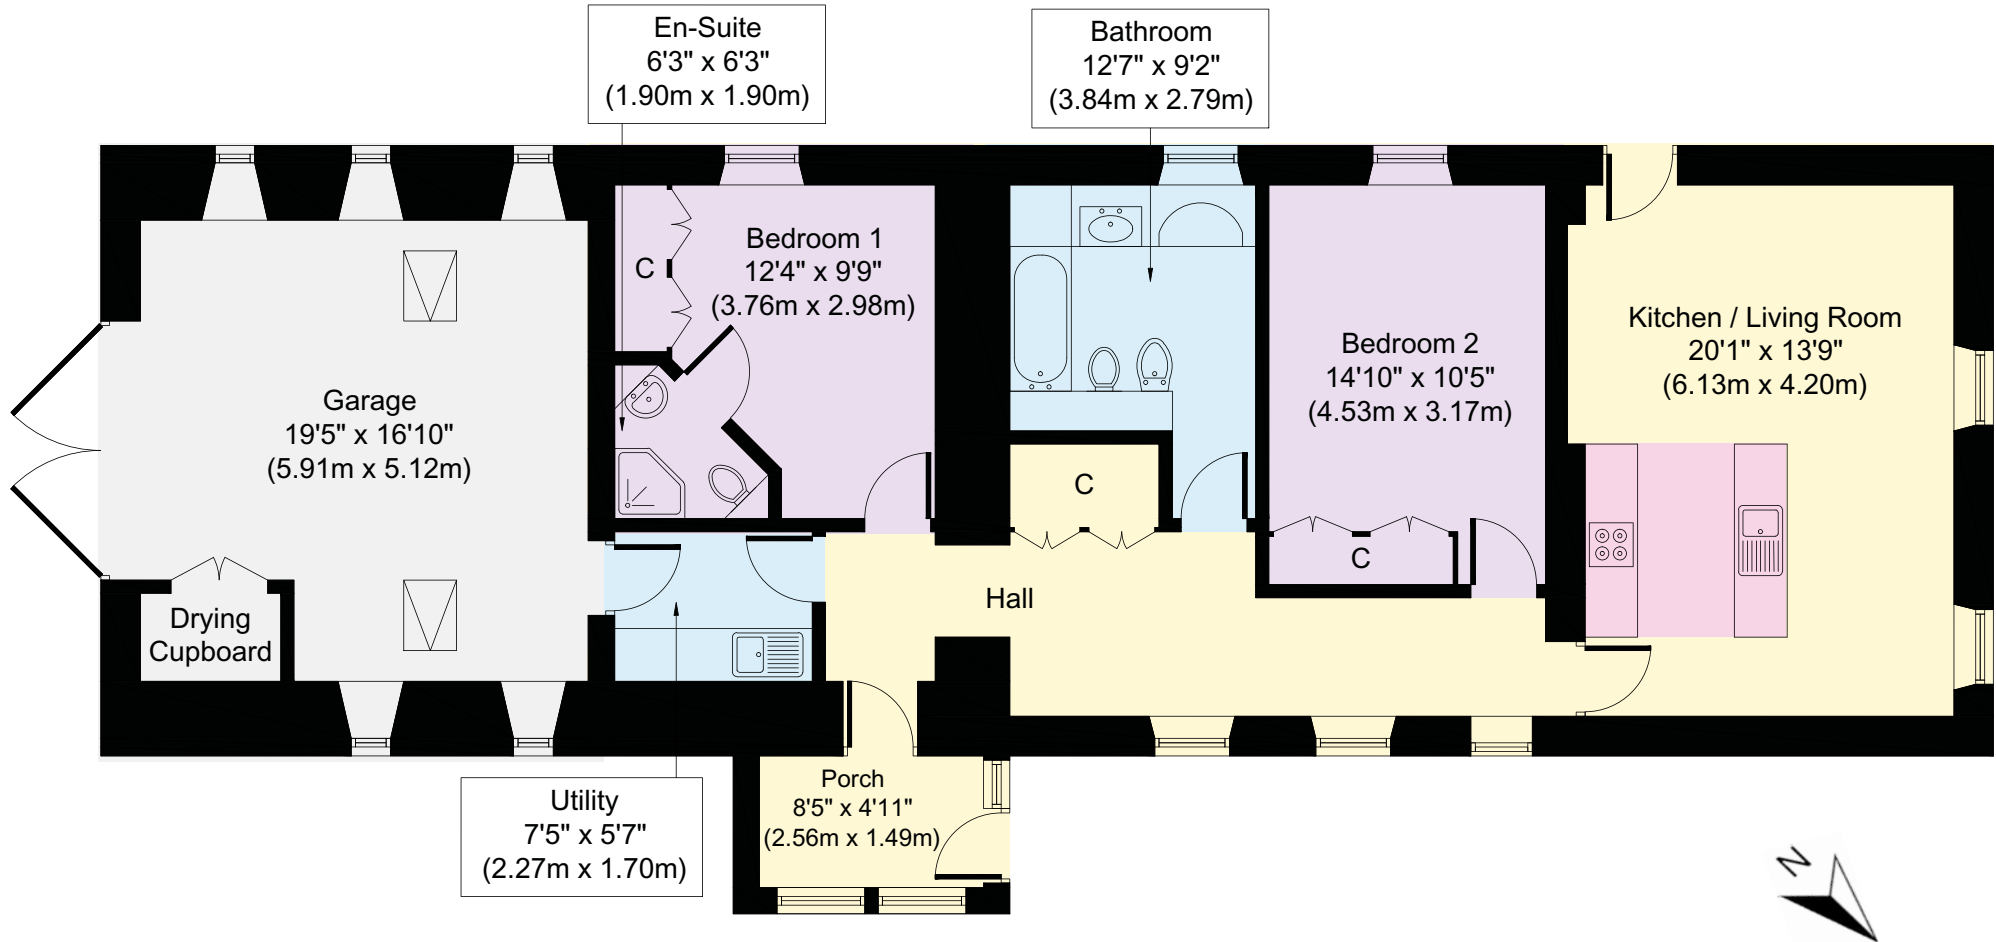 En-Suite
6'3" x 6'3"
(1.90m x 1.90m)
Bathroom
12'7" x 9'2"
(3.84m x 2.79m)
C
Bedroom 1
12'4" x 9'9"
(3.76m x 2.98m)
Kitchen / Living Room
20'1" x 13'9"
(6.13m x 4.20m)
Bedroom 2
14'10" x 10'5"
(4.53m x 3.17m)
Garage
19'5" x 16'10"
(5.91m x 5.12m)
C
C
Hall
Drying
Cupboard
Porch
8'5" x 4'11"
(2.56m x 1.49m)
Utility
7'5" x 5'7"
(2.27m x 1.70m)
N